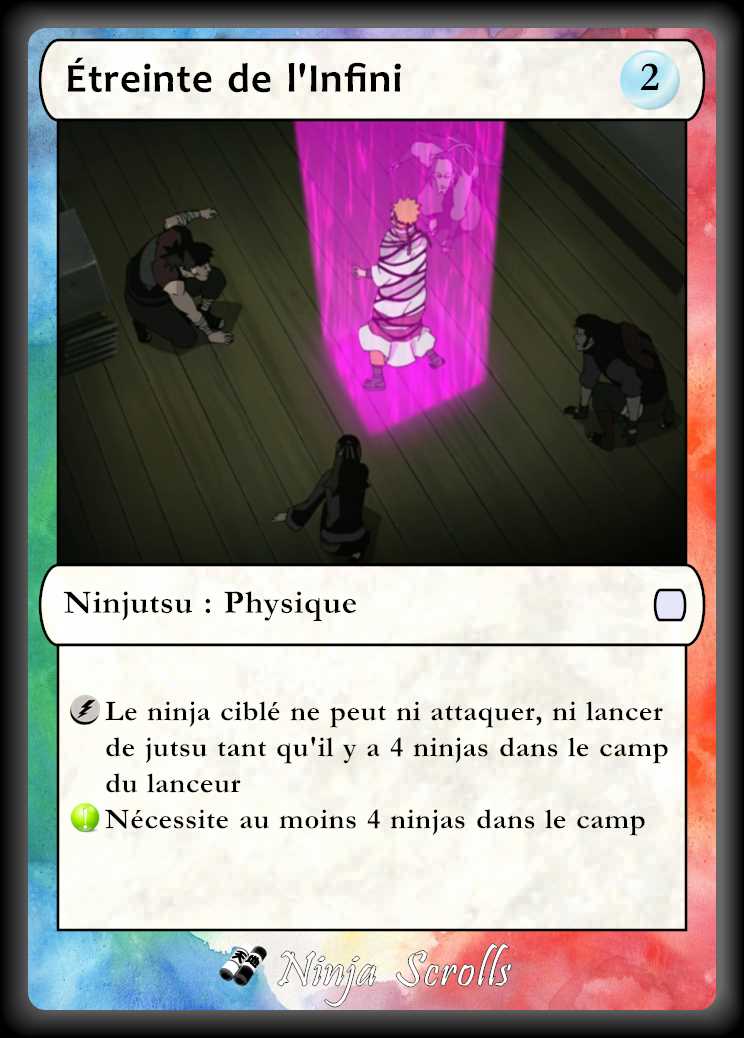 Étreinte de l'Infini
2
Ninjutsu : Physique
Le ninja ciblé ne peut ni attaquer, ni lancer
de jutsu tant qu'il y a 4 ninjas dans le camp
du lanceur
! Nécessite au moins 4 ninjas dans le camp
Ninja Scrolls